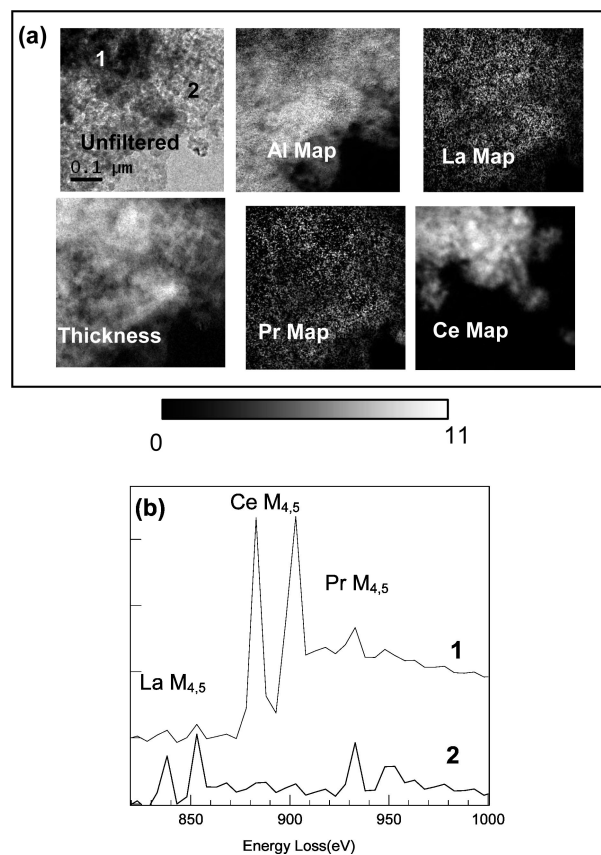 (a)
1
2
Unfiltered
0.1 µm
Al Map
La Map
Thickness
Pr Map
Ce Map
0
11
(b)
Ce M4,5
Pr M4,5
1
La M4,5
2
850
900
950
1000
Energy Loss(eV)